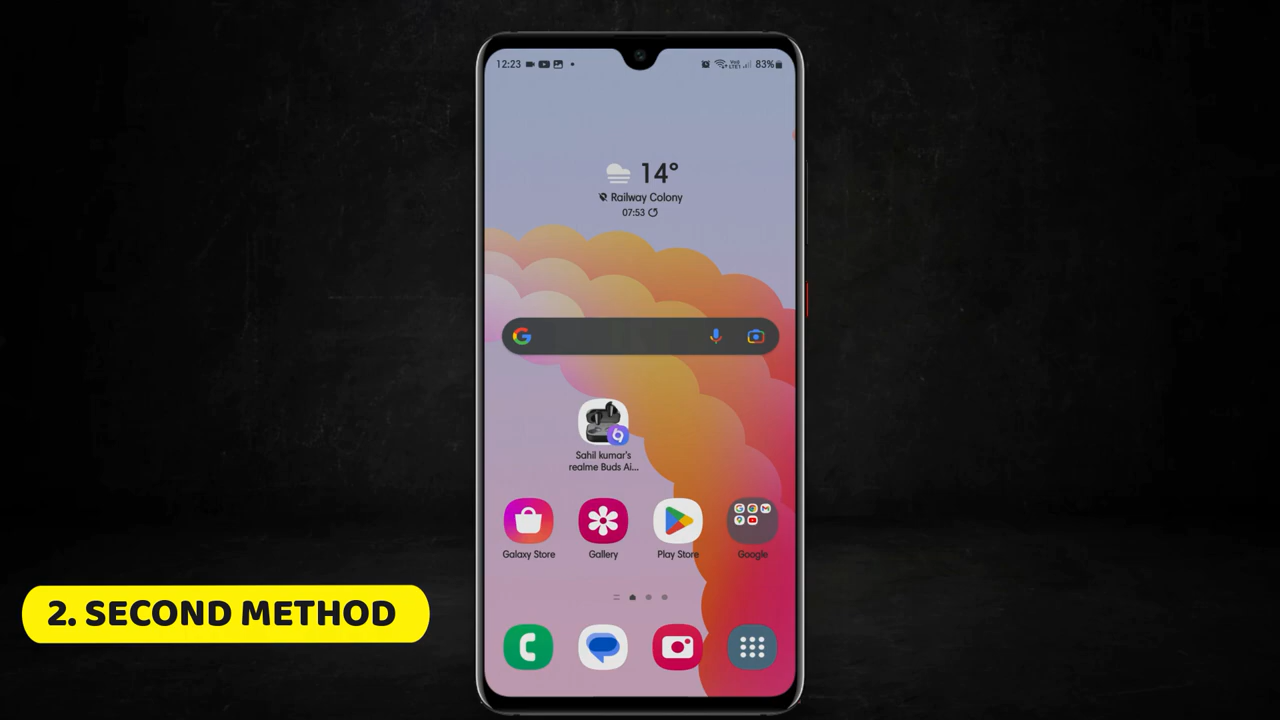 12:23
83%
14°
Railway Colony
07:53
Sahil kumar's
realme Buds Ai...
Galaxy Store
Gallery
Play Store
Google
2. SECOND METHOD